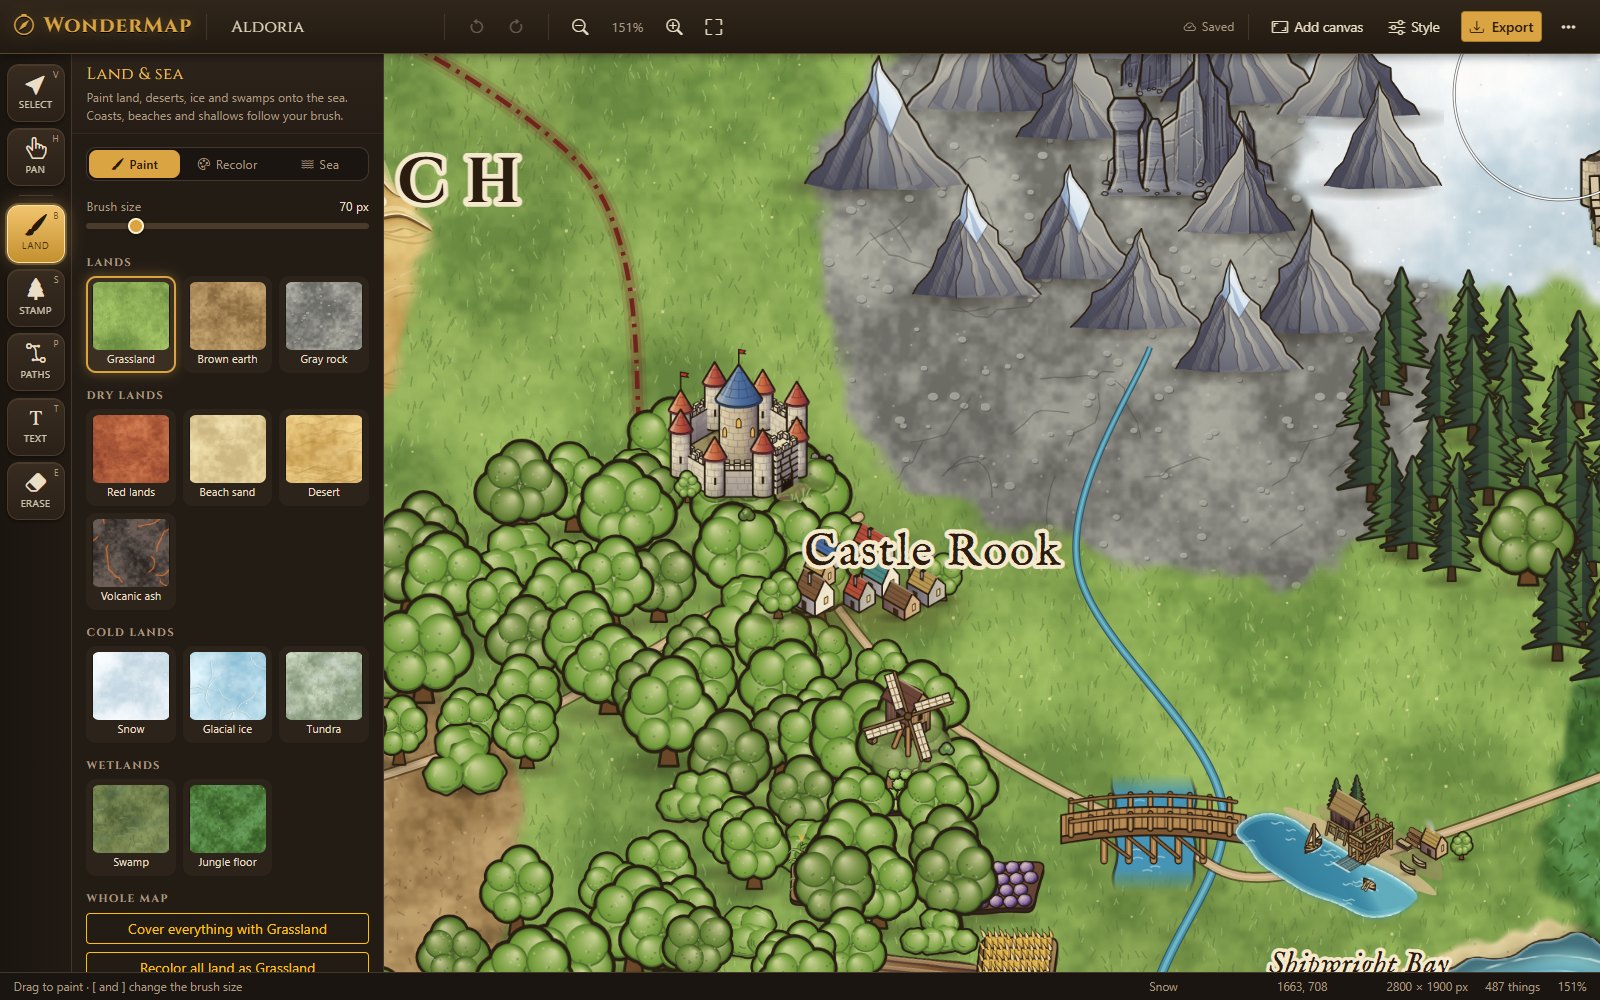 WONDERMAP
ALDORIA
151%
Saved
Add canvas
Style
Export
V
SELECT
H
PAN
B
LAND
S
STAMP
P
PATHS
T
T
TEXT
E
ERASE
LAND & SEA
Paint land, deserts, ice and swamps onto the sea.
Coasts, beaches and shallows follow your brush.
Paint
Recolor
Sea
Brush size
70 px
LANDS
Grassland
Brown earth
Gray rock
DRY LANDS
Red lands
Beach sand
Desert
Volcanic ash
COLD LANDS
Snow
Glacial ice
Tundra
WETLANDS
Swamp
Jungle floor
WHOLE MAP
Cover everything with Grassland
Recolor all land as Grassland
C H
Castle Rook
Shipwright Bay
Drag to paint · [ and ] change the brush size
Snow
1663, 708
2800 × 1900 px
487 things
151%